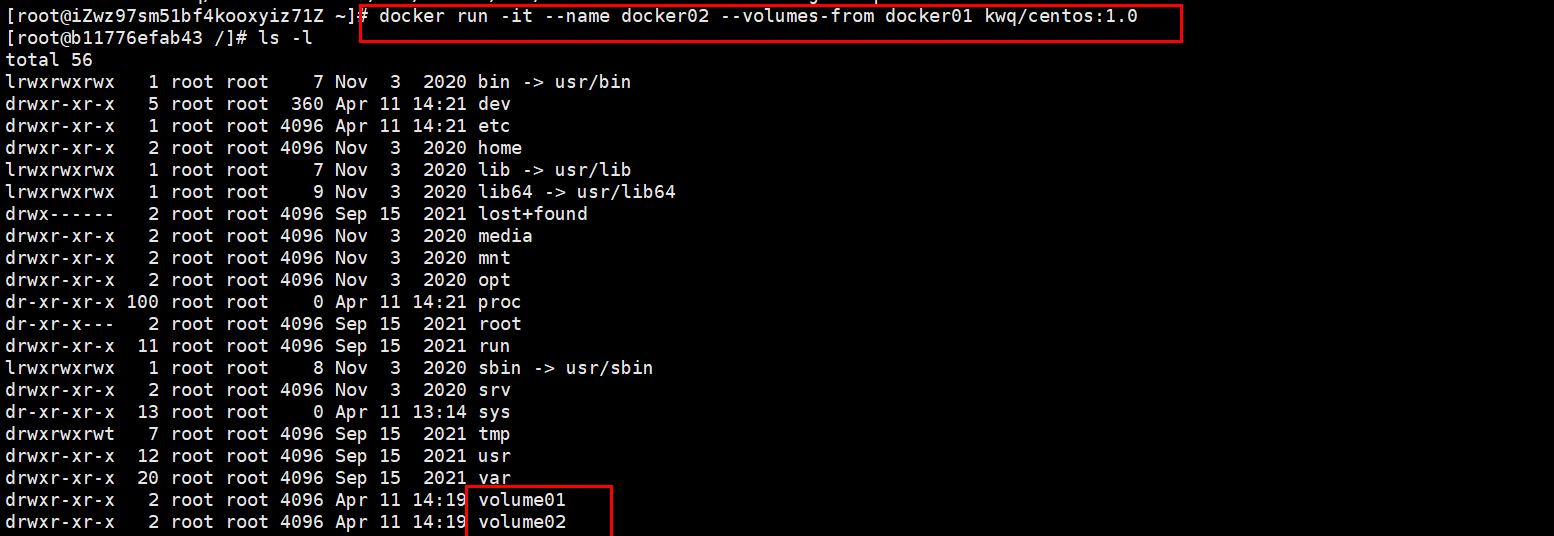 [root@iZwz97sm51bf4kooxyiz71Z ~]# docker run -it --name docker02 --volumes-from docker01 kwq/centos:1.0
[root@b11776efab43 /]# ls -l
total 56
lrwxrwxrwx   1 root root    7 Nov  3  2020 bin -> usr/bin
drwxr-xr-x   5 root root  360 Apr 11 14:21 dev
drwxr-xr-x   1 root root 4096 Apr 11 14:21 etc
drwxr-xr-x   2 root root 4096 Nov  3  2020 home
lrwxrwxrwx   1 root root    7 Nov  3  2020 lib -> usr/lib
lrwxrwxrwx   1 root root    9 Nov  3  2020 lib64 -> usr/lib64
drwx------   2 root root 4096 Sep 15  2021 lost+found
drwxr-xr-x   2 root root 4096 Nov  3  2020 media
drwxr-xr-x   2 root root 4096 Nov  3  2020 mnt
drwxr-xr-x   2 root root 4096 Nov  3  2020 opt
dr-xr-xr-x 100 root root    0 Apr 11 14:21 proc
dr-xr-x---   2 root root 4096 Sep 15  2021 root
drwxr-xr-x  11 root root 4096 Sep 15  2021 run
lrwxrwxrwx   1 root root    8 Nov  3  2020 sbin -> usr/sbin
drwxr-xr-x   2 root root 4096 Nov  3  2020 srv
dr-xr-xr-x  13 root root    0 Apr 11 13:14 sys
drwxrwxrwt   7 root root 4096 Sep 15  2021 tmp
drwxr-xr-x  12 root root 4096 Sep 15  2021 usr
drwxr-xr-x  20 root root 4096 Sep 15  2021 var
drwxr-xr-x   2 root root 4096 Apr 11 14:19 volume01
drwxr-xr-x   2 root root 4096 Apr 11 14:19 volume02